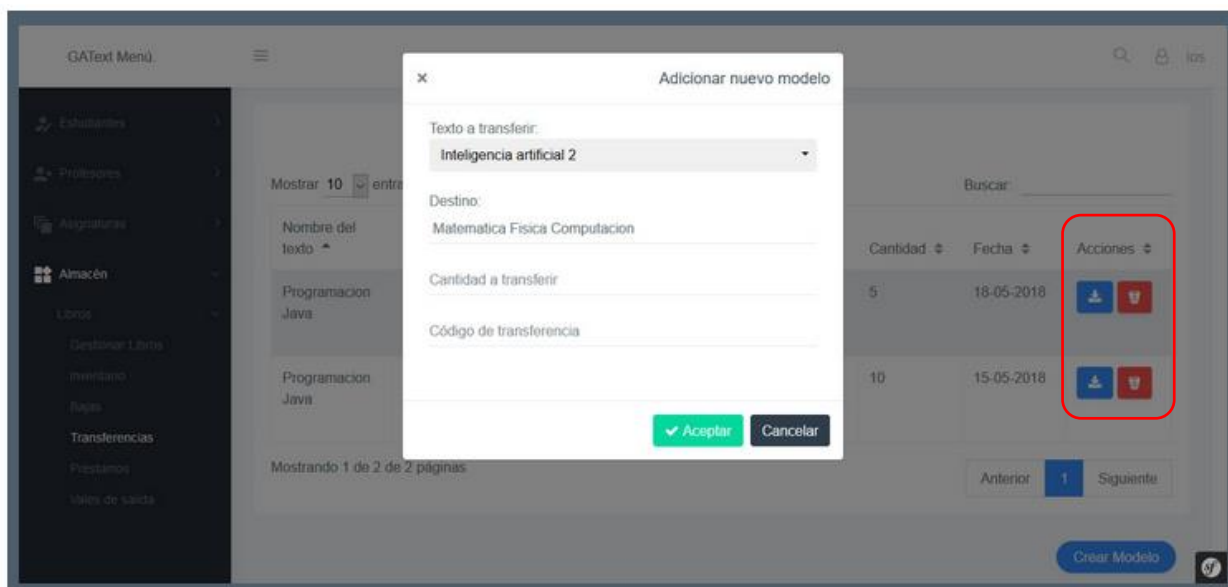 GAText Menú
ios
Adicionar nuevo modelo
Estudiantes
Profesores
Asignaturas
Almacén
Libros
Gestionar Libros
Inventario
Bajas
Transferencias
Préstamos
Vales de salida
Texto a transferir:
Inteligencia artificial 2
Destino:
Matematica Fisica Computacion
Cantidad a transferir
Código de transferencia
Aceptar
Cancelar
Mostrar 10
Buscar:
Nombre del texto
Cantidad
Fecha
Acciones
Programacion Java
5
18-05-2018
Programacion Java
10
15-05-2018
Mostrando 1 de 2 de 2 páginas
Anterior
1
Siguiente
Crear Modelo
sf